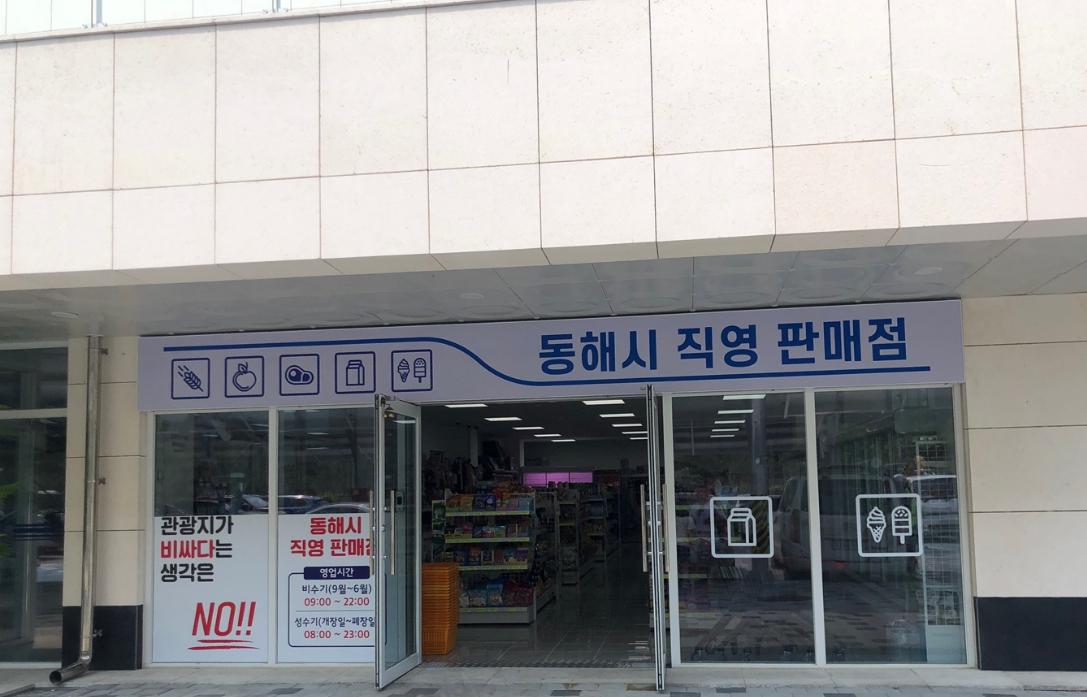 동해시 직영 판매점
관광지가
비싸다는
생각은
NO!!
동해시
직영 판매점
영업시간
비수기(9월~6월)
09:00 ~ 22:00
성수기(개장일~폐장일
08:00 ~ 23:00